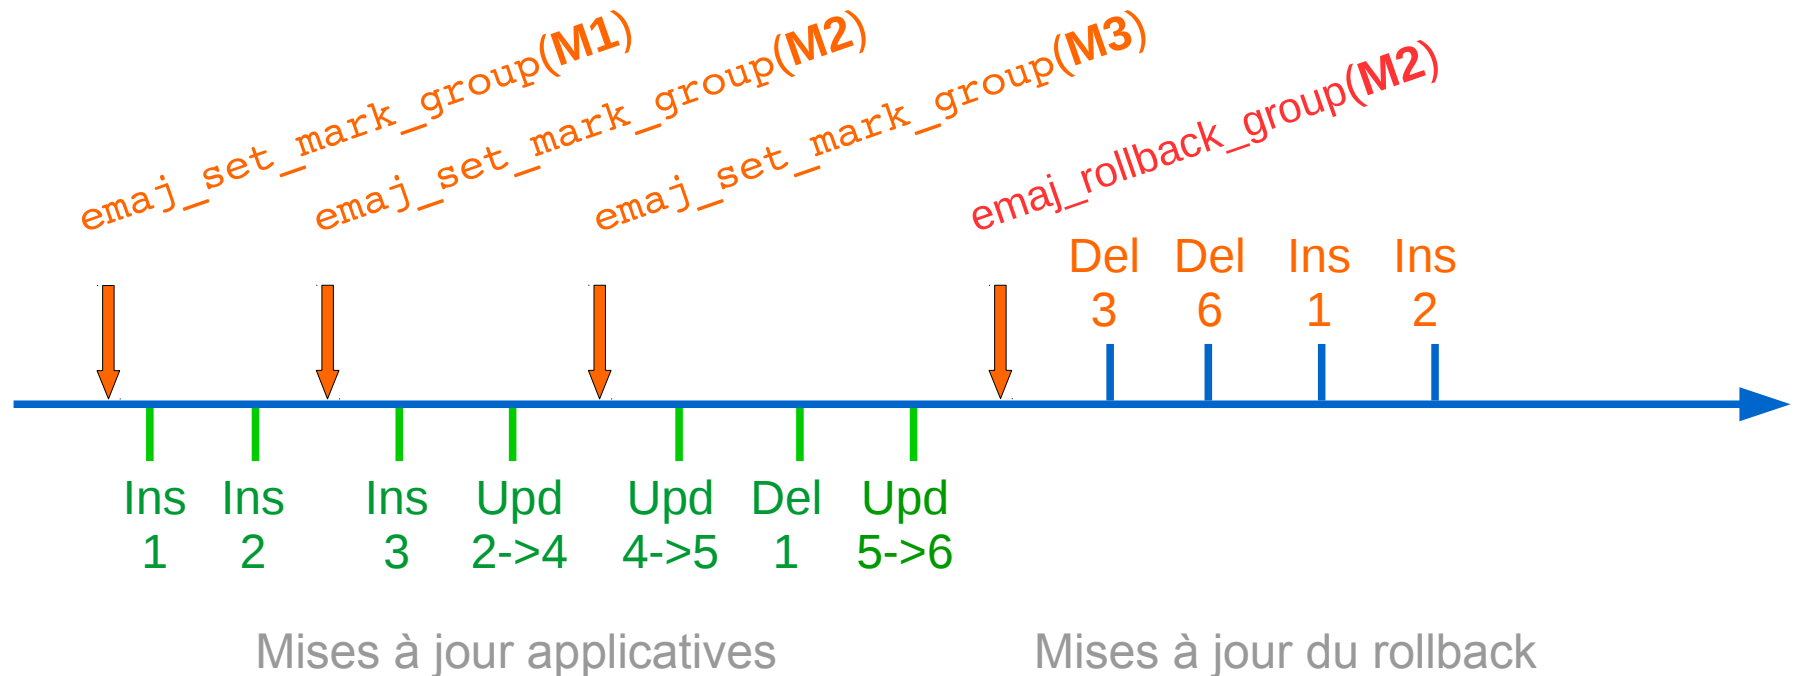 emaj_set_mark_group(M1)
emaj_set_mark_group(M2)
emaj_set_mark_group(M3)
emaj_rollback_group(M2)
Del Del Ins Ins
3 6 1 2
Ins Ins Ins Upd Upd Del Upd
1 2 3 2->4 4->5 1 5->6
Mises à jour applicatives Mises à jour du rollback